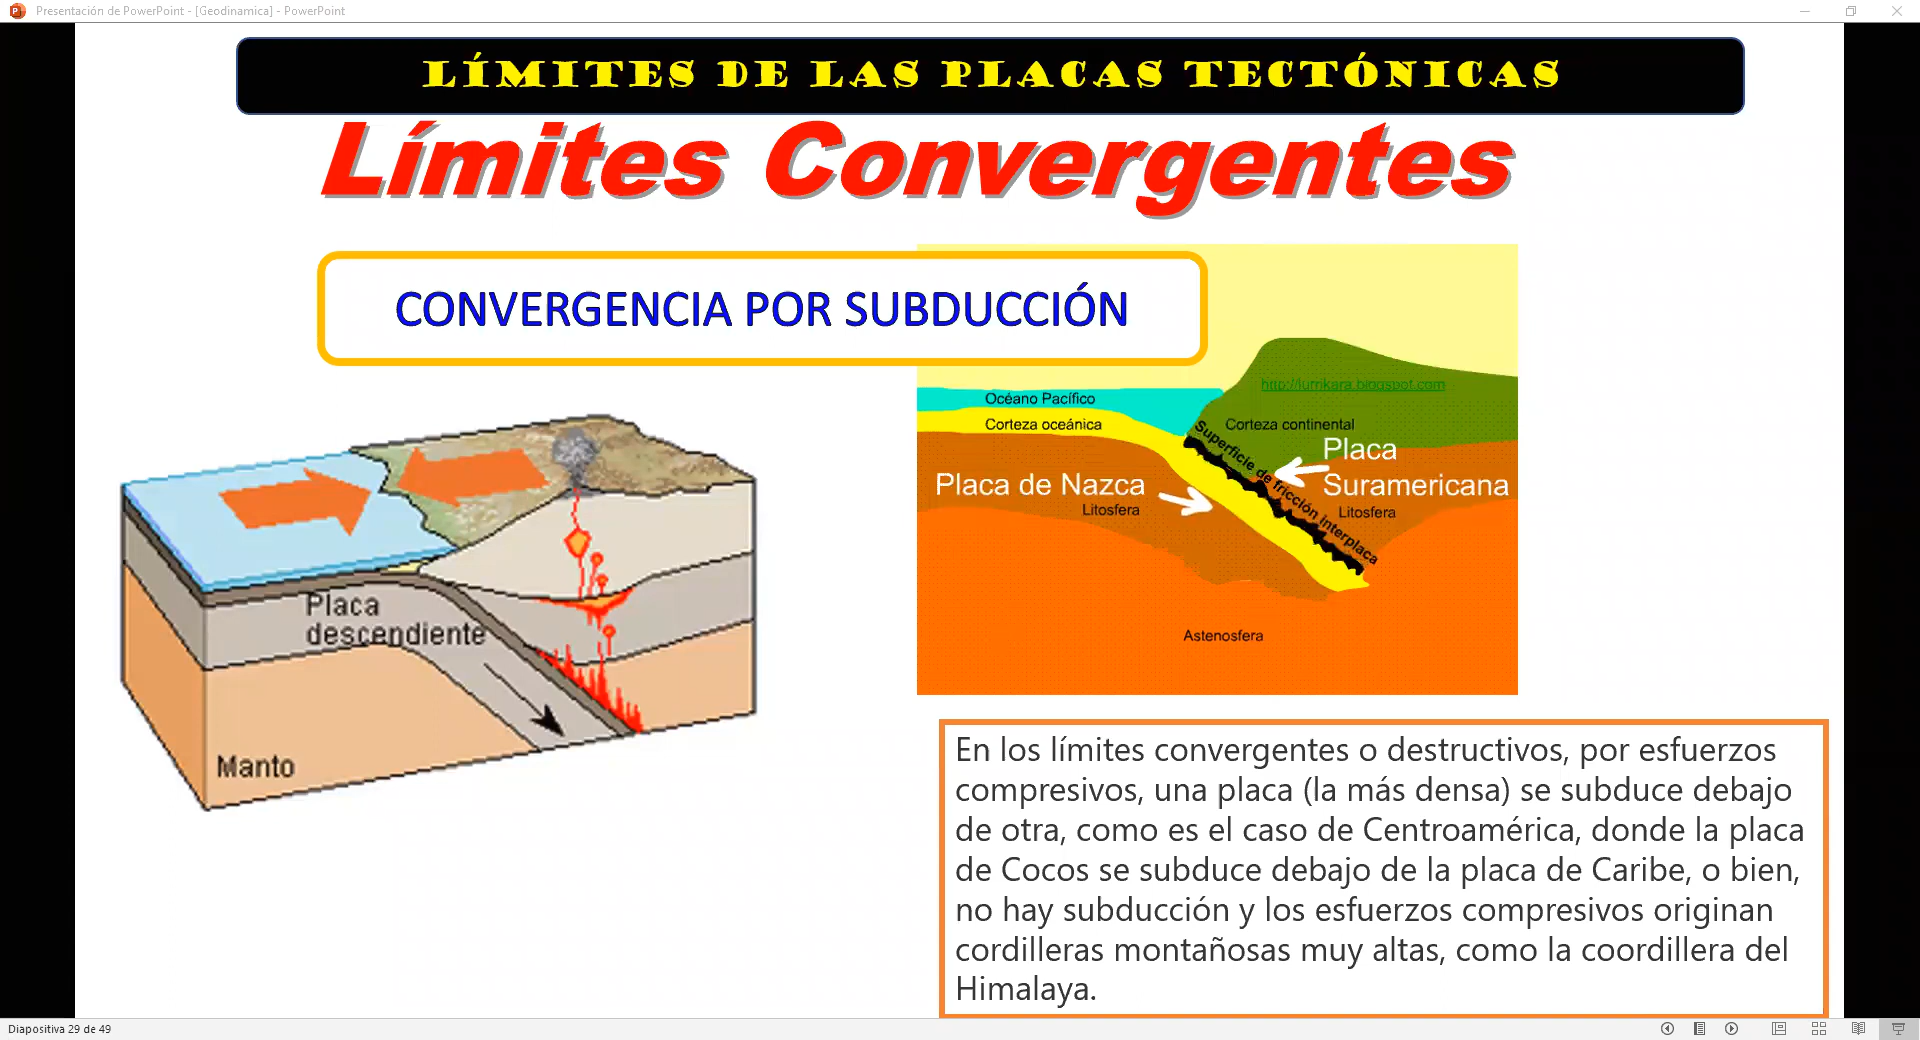 Presentación de PowerPoint - [Geodinamica] - PowerPoint
LÍMITES DE LAS PLACAS TECTÓNICAS
Límites Convergentes
CONVERGENCIA POR SUBDUCCIÓN
Placa
descendiente
Manto
http://lumkara.blogspot.com
Océano Pacífico
Corteza oceánica
Corteza continental
Superficie de fricción interplaca
Placa
Suramericana
Litosfera
Placa de Nazca
Litosfera
Astenosfera
En los límites convergentes o destructivos, por esfuerzos
compresivos, una placa (la más densa) se subduce debajo
de otra, como es el caso de Centroamérica, donde la placa
de Cocos se subduce debajo de la placa de Caribe, o bien,
no hay subducción y los esfuerzos compresivos originan
cordilleras montañosas muy altas, como la coordillera del
Himalaya.
Diapositiva 29 de 49